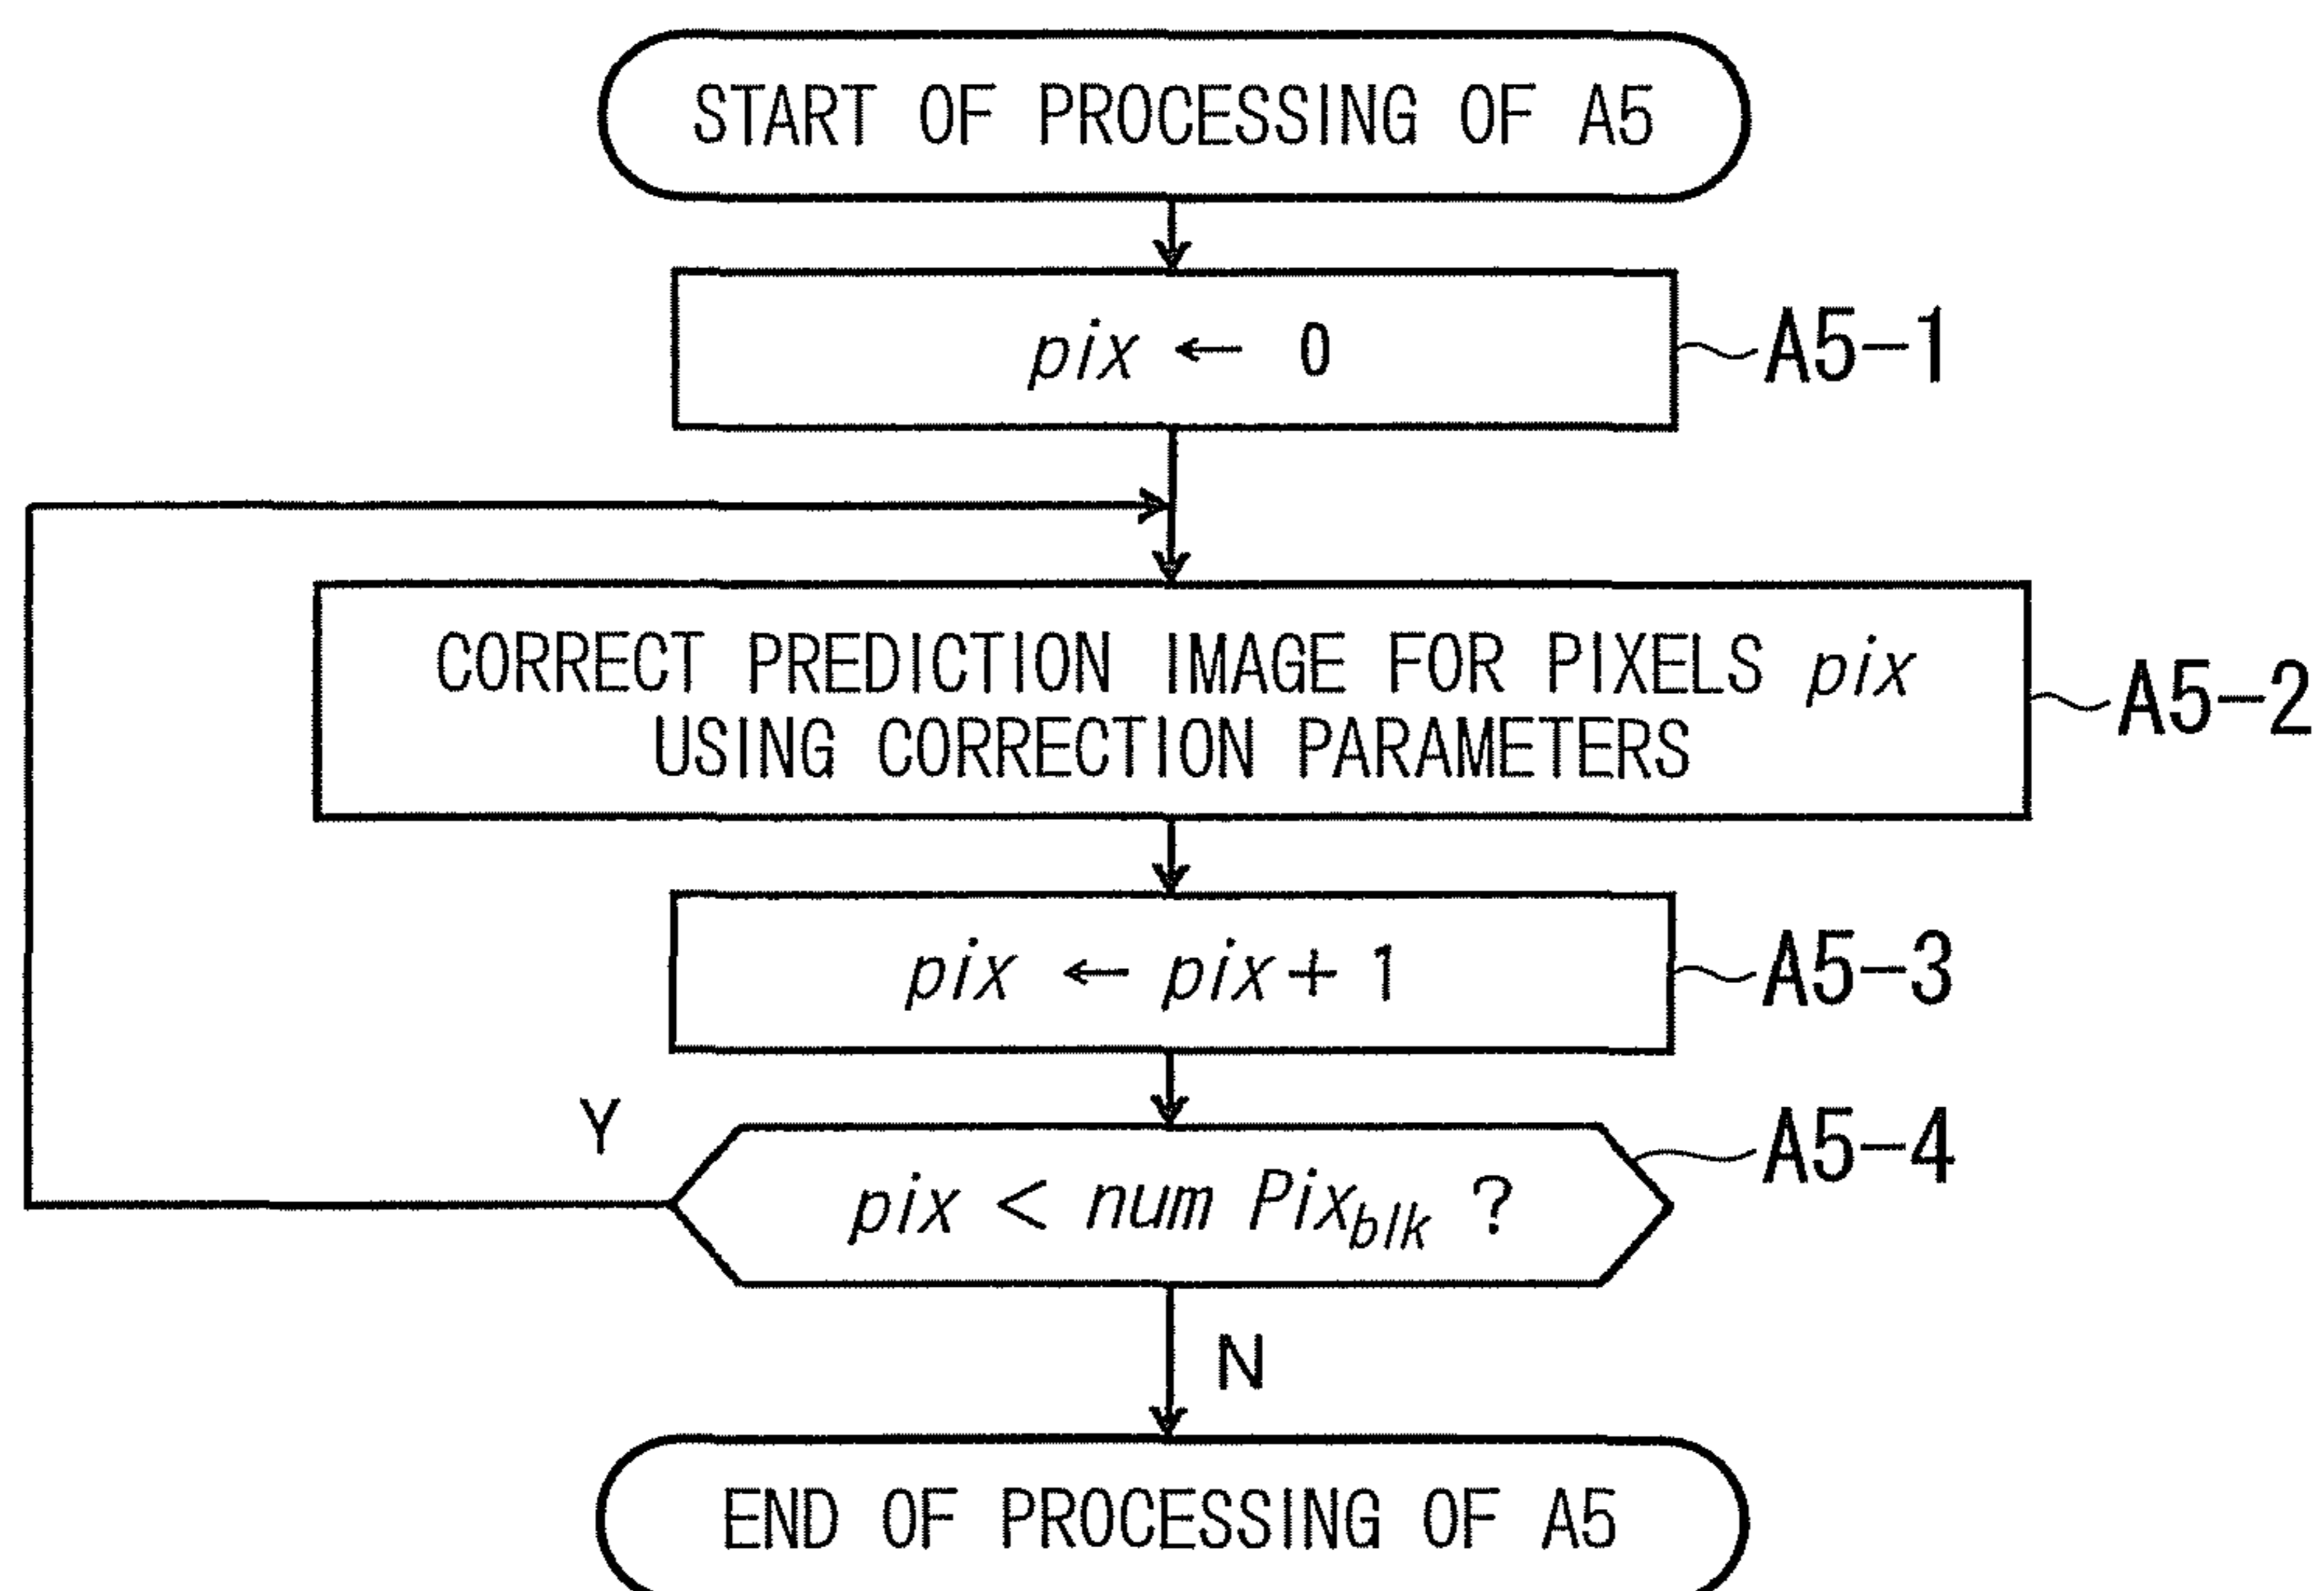 START OF PROCESSING OF A5
pix ← 0
A5-1
CORRECT PREDICTION IMAGE FOR PIXELS pix
USING CORRECTION PARAMETERS
A5-2
pix ← pix + 1
A5-3
Y
A5-4
pix < num Pix_blk ?
N
END OF PROCESSING OF A5